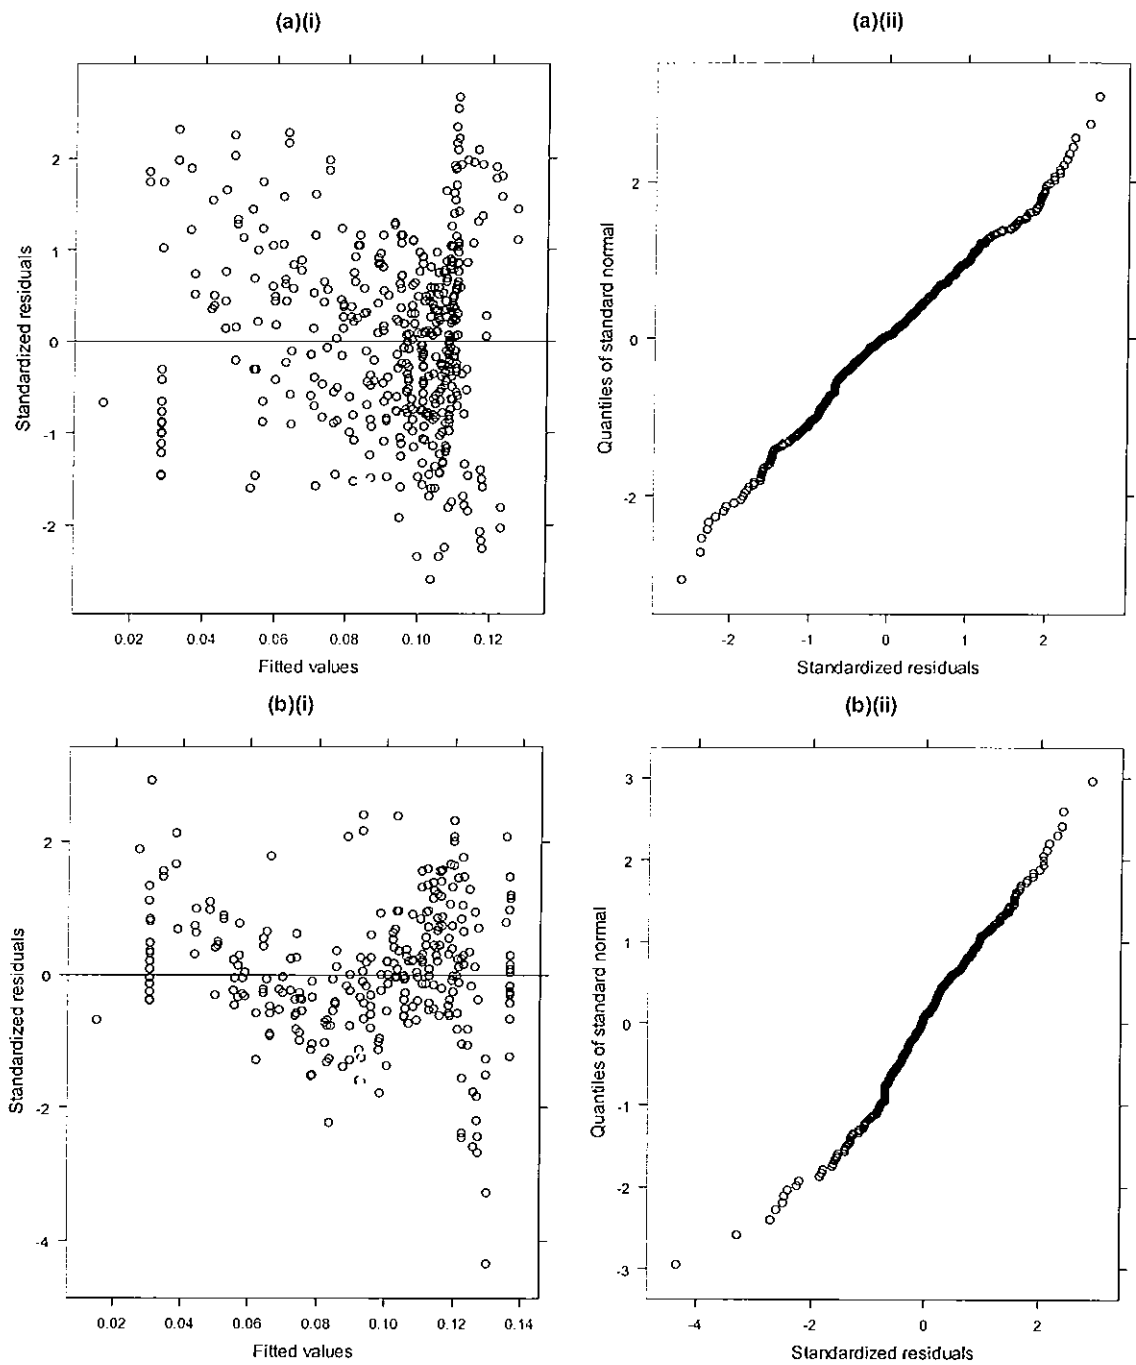 (a)(i)
(a)(ii)
2
1
0
-1
-2
Standardized residuals
0.02 0.04 0.06 0.08 0.10 0.12
Fitted values
2
0
-2
Quantiles of standard normal
-2 -1 0 1 2
Standardized residuals
(b)(i)
(b)(ii)
2
0
-2
-4
Standardized residuals
0.02 0.04 0.06 0.08 0.10 0.12 0.14
Fitted values
3
2
1
0
-1
-2
-3
Quantiles of standard normal
-4 -2 0 2
Standardized residuals